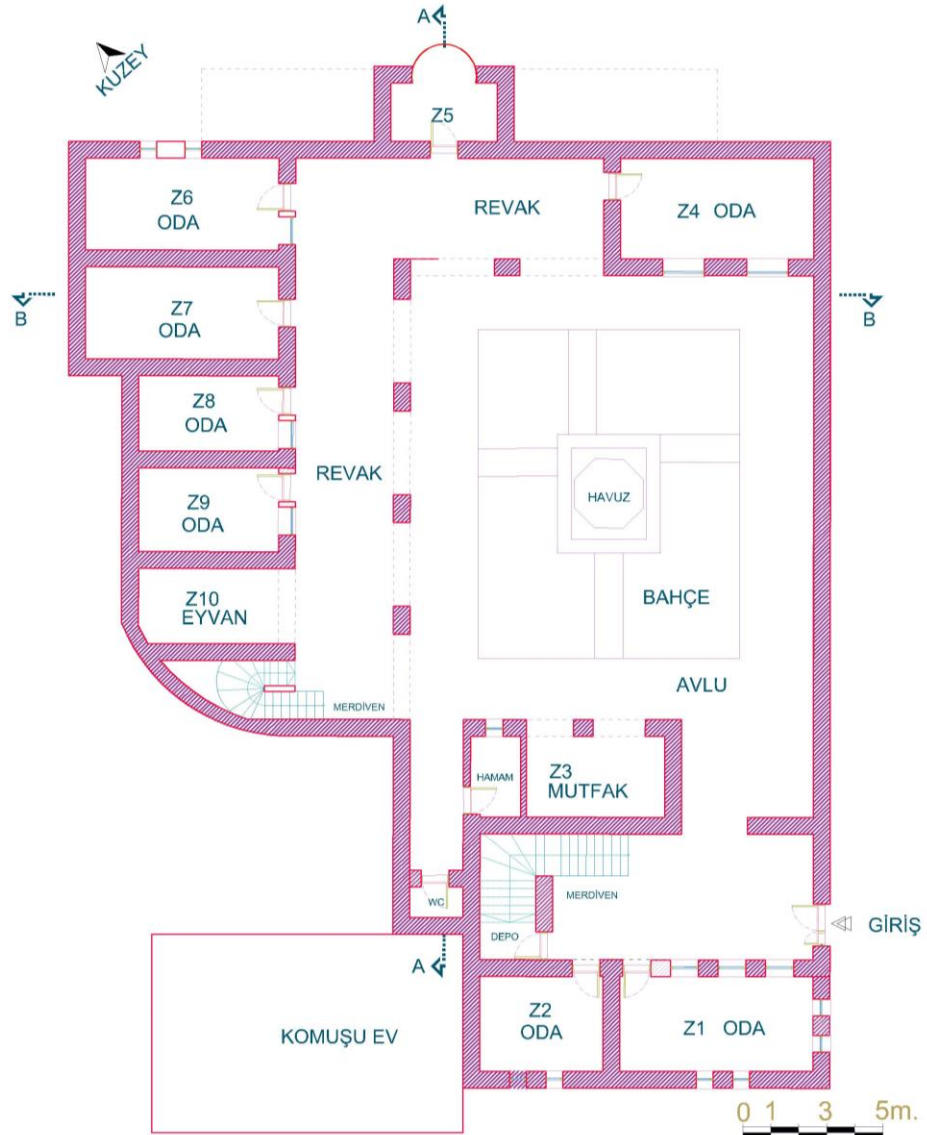 A
KUZEY
Z5
Z6
ODA
REVAK
Z4 ODA
B
B
Z7
ODA
Z8
ODA
REVAK
Z9
ODA
HAVUZ
Z10
EYVAN
BAHÇE
AVLU
MERDİVEN
HAMAM
Z3
MUTFAK
MERDİVEN
WC
DEPO
GİRİŞ
A
Z2
ODA
Z1 ODA
KOMUŞU EV
0 1 3 5m.